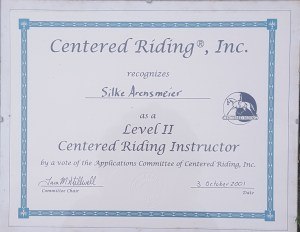 Centered Riding®, Inc.
recognizes
Silke Arensmeier
as a
Level II
Centered Riding Instructor
by a vote of the Applications Committee of Centered Riding, Inc.
3 October 2001
Committee Chair
Date